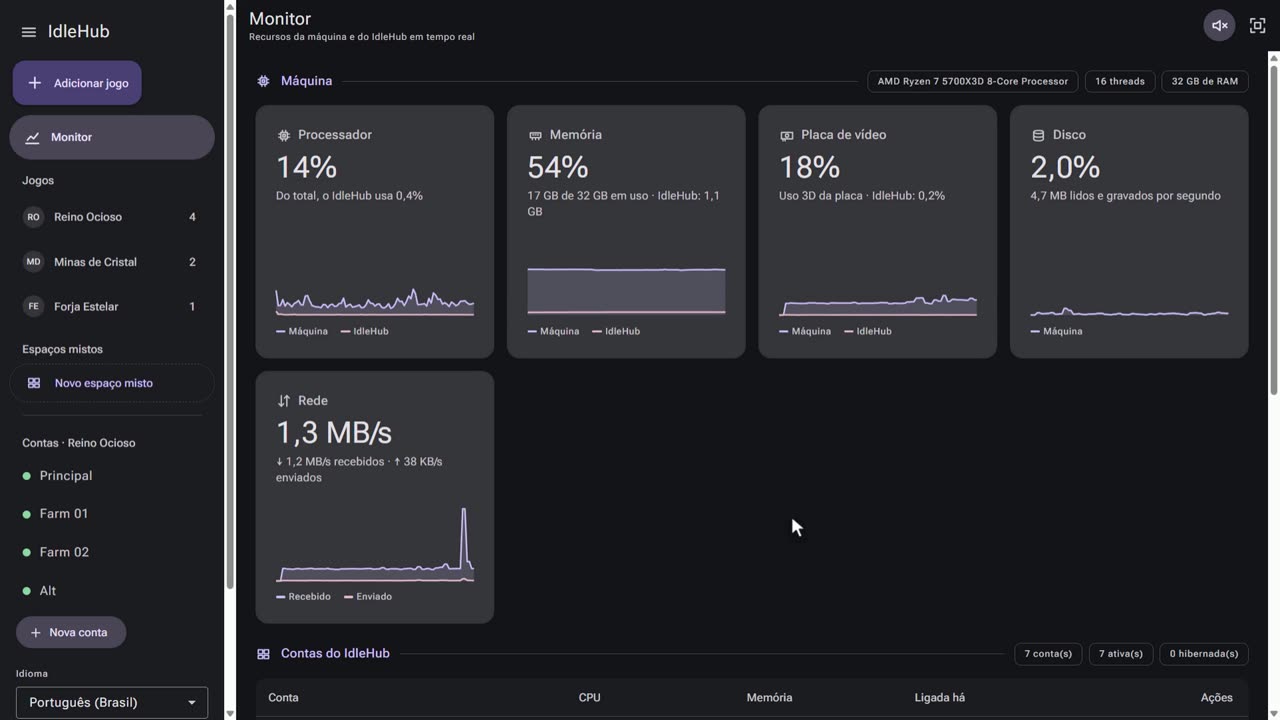 IdleHub
Adicionar jogo
Monitor
Jogos
RO Reino Ocioso 4
MD Minas de Cristal 2
FE Forja Estelar 1
Espaços mistos
Novo espaço misto
Contas · Reino Ocioso
Principal
Farm 01
Farm 02
Alt
Nova conta
Idioma
Português (Brasil)
Monitor
Recursos da máquina e do IdleHub em tempo real
Máquina
AMD Ryzen 7 5700X3D 8-Core Processor
16 threads
32 GB de RAM
Processador
14%
Do total, o IdleHub usa 0,4%
Máquina IdleHub
Memória
54%
17 GB de 32 GB em uso · IdleHub: 1,1
GB
Máquina IdleHub
Placa de vídeo
18%
Uso 3D da placa · IdleHub: 0,2%
Máquina IdleHub
Disco
2,0%
4,7 MB lidos e gravados por segundo
Máquina
Rede
1,3 MB/s
↓ 1,2 MB/s recebidos · ↑ 38 KB/s
enviados
Recebido Enviado
Contas do IdleHub
7 conta(s)
7 ativa(s)
0 hibernada(s)
Conta CPU Memória Ligada há Ações